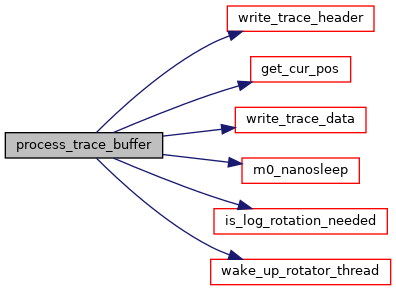 process_trace_buffer
write_trace_header
get_cur_pos
write_trace_data
m0_nanosleep
is_log_rotation_needed
wake_up_rotator_thread